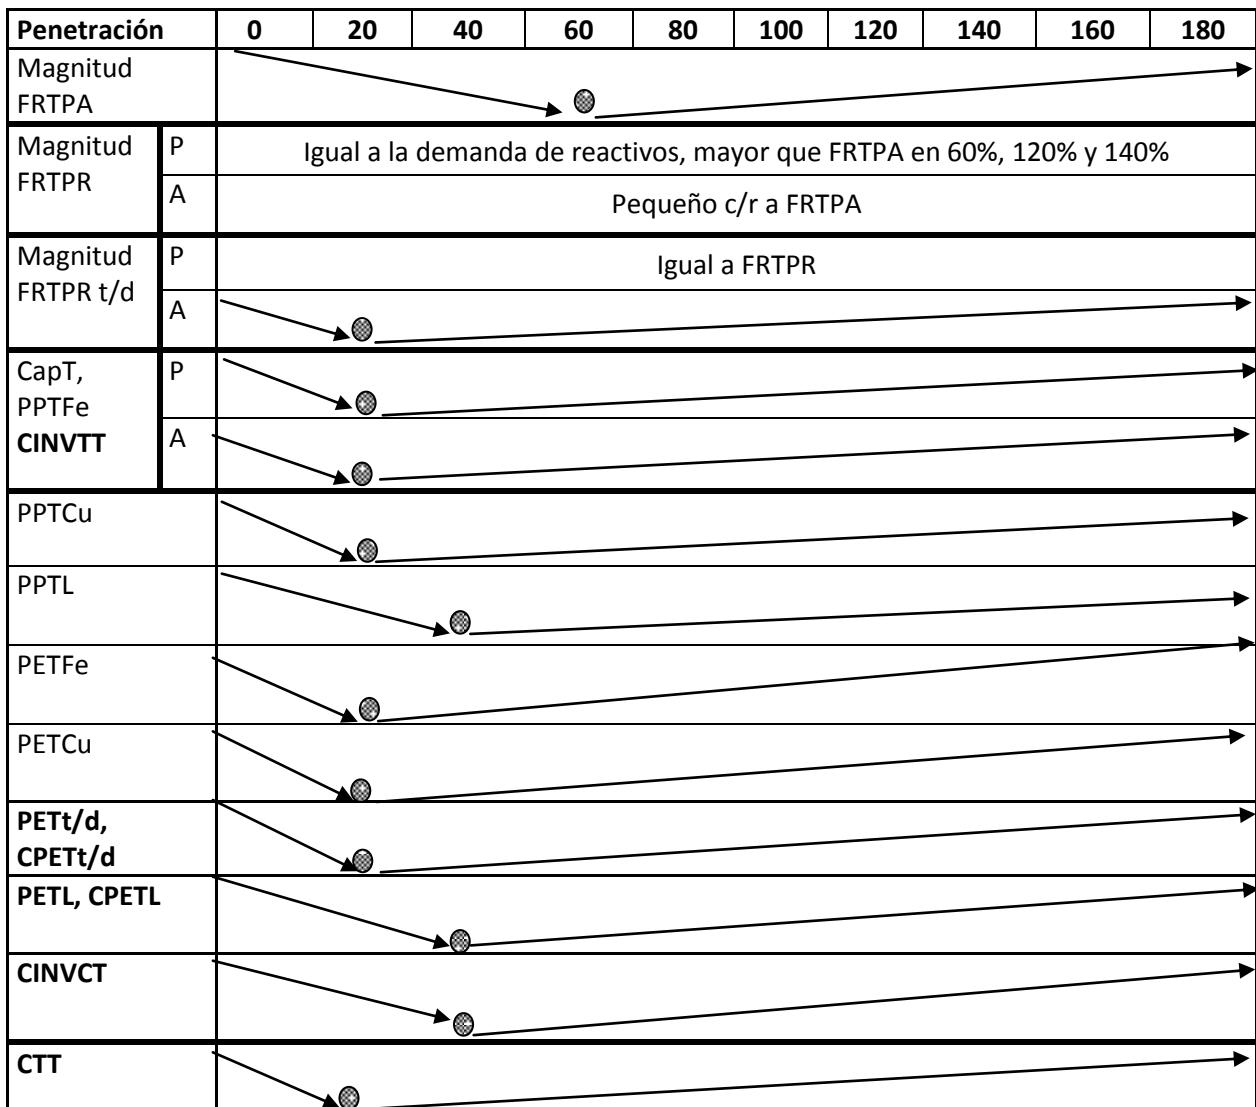 Penetración 0 20 40 60 80 100 120 140 160 180
Magnitud
FRTPA
Magnitud
FRTPR
P
Igual a la demanda de reactivos, mayor que FRTPA en 60%, 120% y 140%
A
Pequeño c/r a FRTPA
Magnitud
FRTPR t/d
P
Igual a FRTPR
A
CapT,
PPTFe
CINVTT
P
A
PPTCu
PPTL
PETFe
PETCu
PETt/d,
CPETt/d
PETL, CPETL
CINVCT
CTT